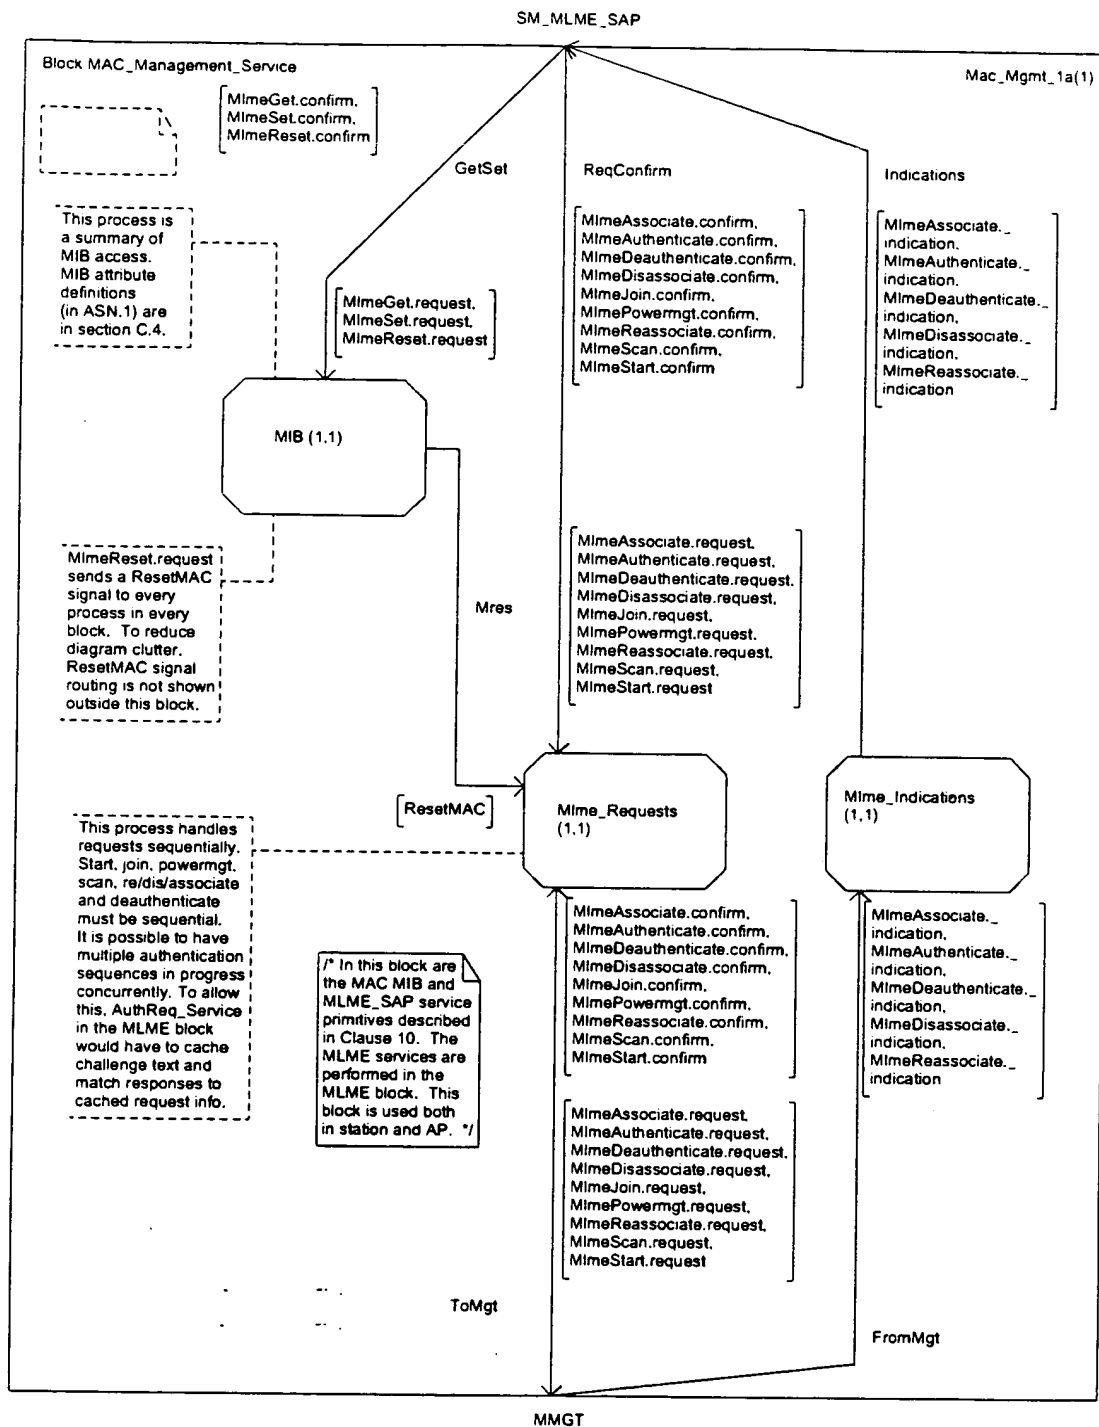 SM_MLME_SAP
Block MAC_Management_Service
Mac_Mgmt_1a(1)
MlmeGet.confirm,
MlmeSet.confirm,
MlmeReset.confirm
GetSet
ReqConfirm
Indications
This process is
a summary of
MIB access.
MIB attribute
definitions
(in ASN.1) are
in section C.4.
MlmeGet.request,
MlmeSet.request,
MlmeReset.request
MlmeAssociate.confirm,
MlmeAuthenticate.confirm,
MlmeDeauthenticate.confirm,
MlmeDisassociate.confirm,
MlmeJoin.confirm,
MlmePowermgt.confirm,
MlmeReassociate.confirm,
MlmeScan.confirm,
MlmeStart.confirm
MlmeAssociate._
indication,
MlmeAuthenticate._
indication,
MlmeDeauthenticate._
indication,
MlmeDisassociate._
indication,
MlmeReassociate._
indication
MIB (1,1)
MlmeReset.request
sends a ResetMAC
signal to every
process in every
block. To reduce
diagram clutter.
ResetMAC signal
routing is not shown
outside this block.
Mres
MlmeAssociate.request,
MlmeAuthenticate.request,
MlmeDeauthenticate.request,
MlmeDisassociate.request,
MlmeJoin.request,
MlmePowermgt.request,
MlmeReassociate.request,
MlmeScan.request,
MlmeStart.request
[ResetMAC]
Mlme_Requests
(1,1)
Mlme_Indications
(1,1)
This process handles
requests sequentially.
Start, join, powermgt,
scan, re/dis/associate
and deauthenticate
must be sequential.
It is possible to have
multiple authentication
sequences in progress
concurrently. To allow
this, AuthReq_Service
in the MLME block
would have to cache
challenge text and
match responses to
cached request info.
/* In this block are
the MAC MIB and
MLME_SAP service
primitives described
in Clause 10. The
MLME services are
performed in the
MLME block. This
block is used both
in station and AP. */
MlmeAssociate.confirm,
MlmeAuthenticate.confirm,
MlmeDeauthenticate.confirm,
MlmeDisassociate.confirm,
MlmeJoin.confirm,
MlmePowermgt.confirm,
MlmeReassociate.confirm,
MlmeScan.confirm,
MlmeStart.confirm
MlmeAssociate._
indication,
MlmeAuthenticate._
indication,
MlmeDeauthenticate._
indication,
MlmeDisassociate._
indication,
MlmeReassociate._
indication
MlmeAssociate.request,
MlmeAuthenticate.request,
MlmeDeauthenticate.request,
MlmeDisassociate.request,
MlmeJoin.request,
MlmePowermgt.request,
MlmeReassociate.request,
MlmeScan.request,
MlmeStart.request
ToMgt
FromMgt
MMGT